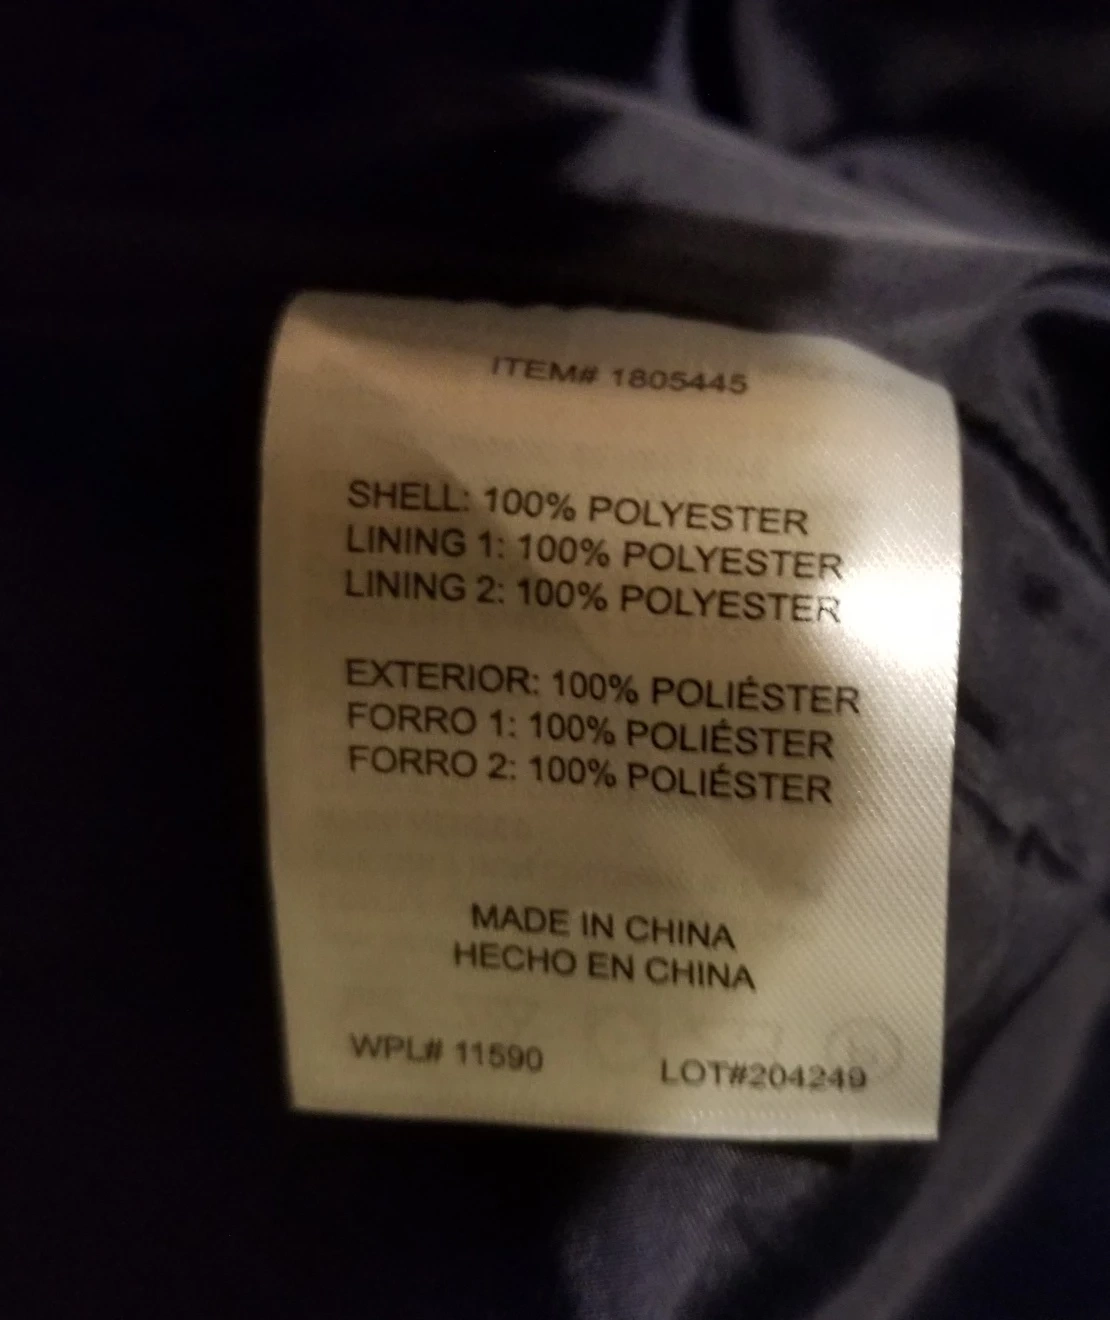 ITEM# 1805445
SHELL: 100% POLYESTER
LINING 1: 100% POLYESTER
LINING 2: 100% POLYESTER
EXTERIOR: 100% POLIÉSTER
FORRO 1: 100% POLIÉSTER
FORRO 2: 100% POLIÉSTER
MADE IN CHINA
HECHO EN CHINA
WPL# 11590 LOT#204249